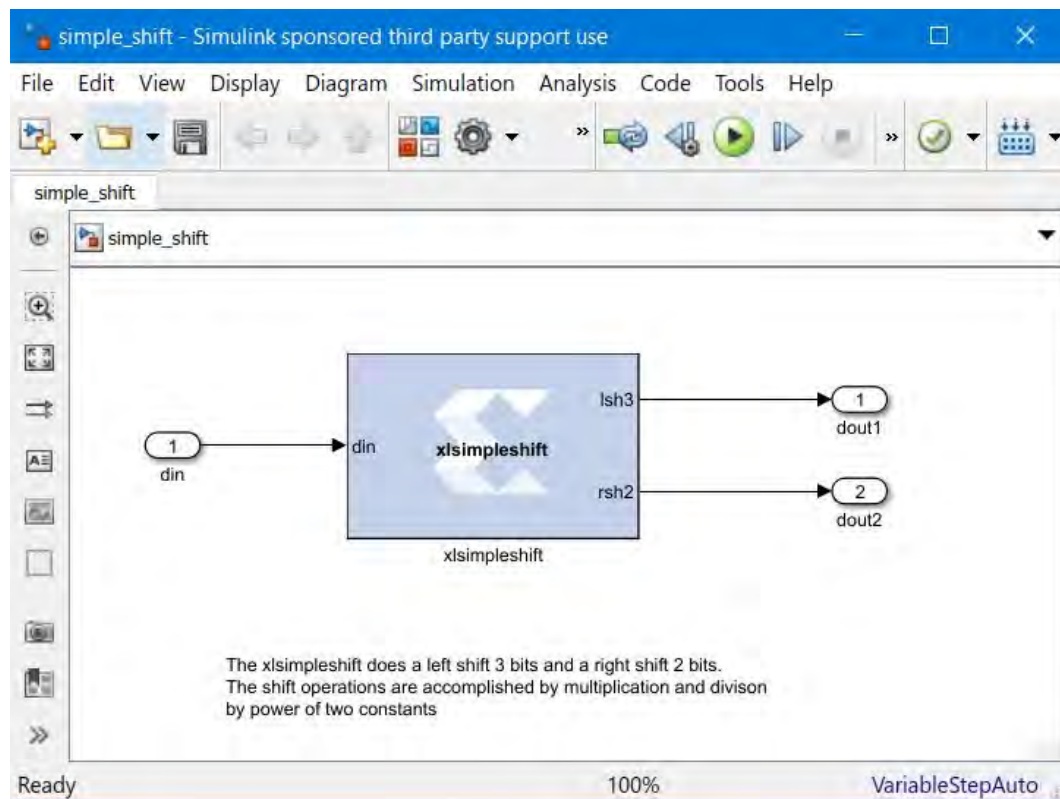 simple_shift - Simulink sponsored third party support use
File Edit View Display Diagram Simulation Analysis Code Tools Help
» »
simple_shift
simple_shift
lsh3
1
dout1
1
din
din
xlsimpleshift
rsh2
2
dout2
xlsimpleshift
The xlsimpleshift does a left shift 3 bits and a right shift 2 bits.
The shift operations are accomplished by multiplication and divison
by power of two constants
Ready 100% VariableStepAuto